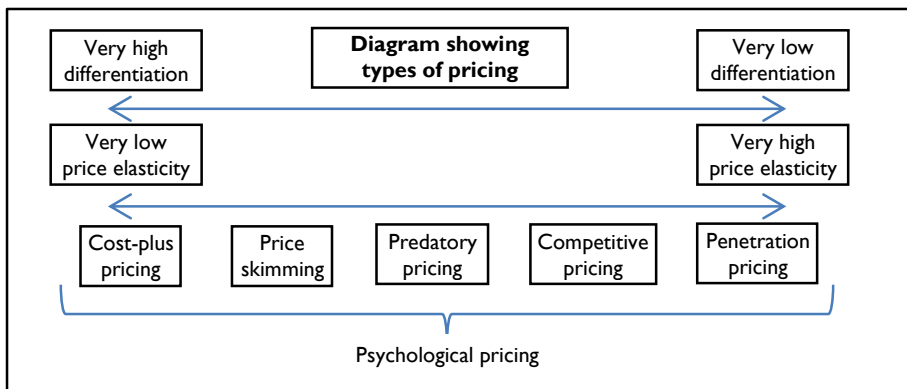 Very high
differentiation
Diagram showing
types of pricing
Very low
differentiation
Very low
price elasticity
Very high
price elasticity
Cost-plus
pricing
Price
skimming
Predatory
pricing
Competitive
pricing
Penetration
pricing
Psychological pricing